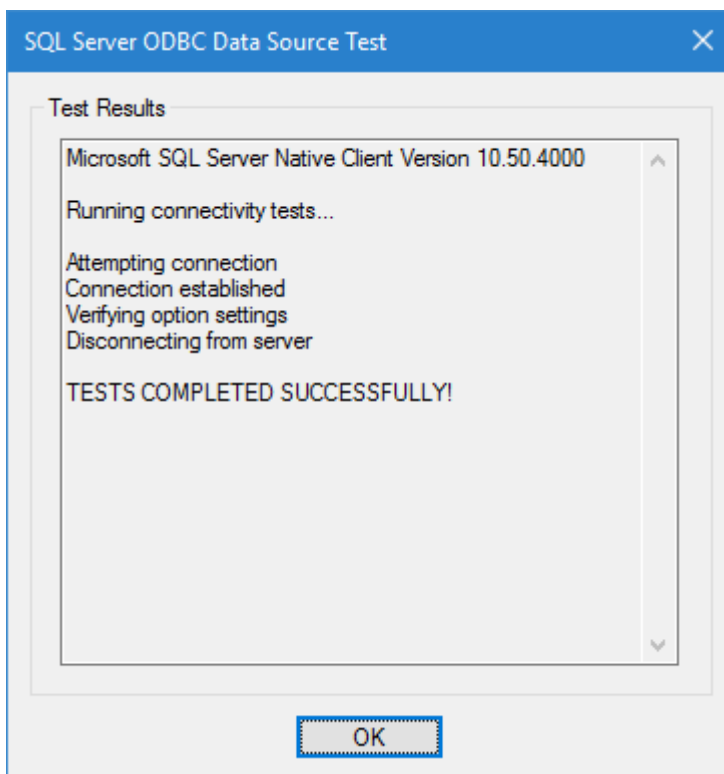 SQL Server ODBC Data Source Test
Test Results
Microsoft SQL Server Native Client Version 10.50.4000
Running connectivity tests...
Attempting connection
Connection established
Verifying option settings
Disconnecting from server
TESTS COMPLETED SUCCESSFULLY!
OK